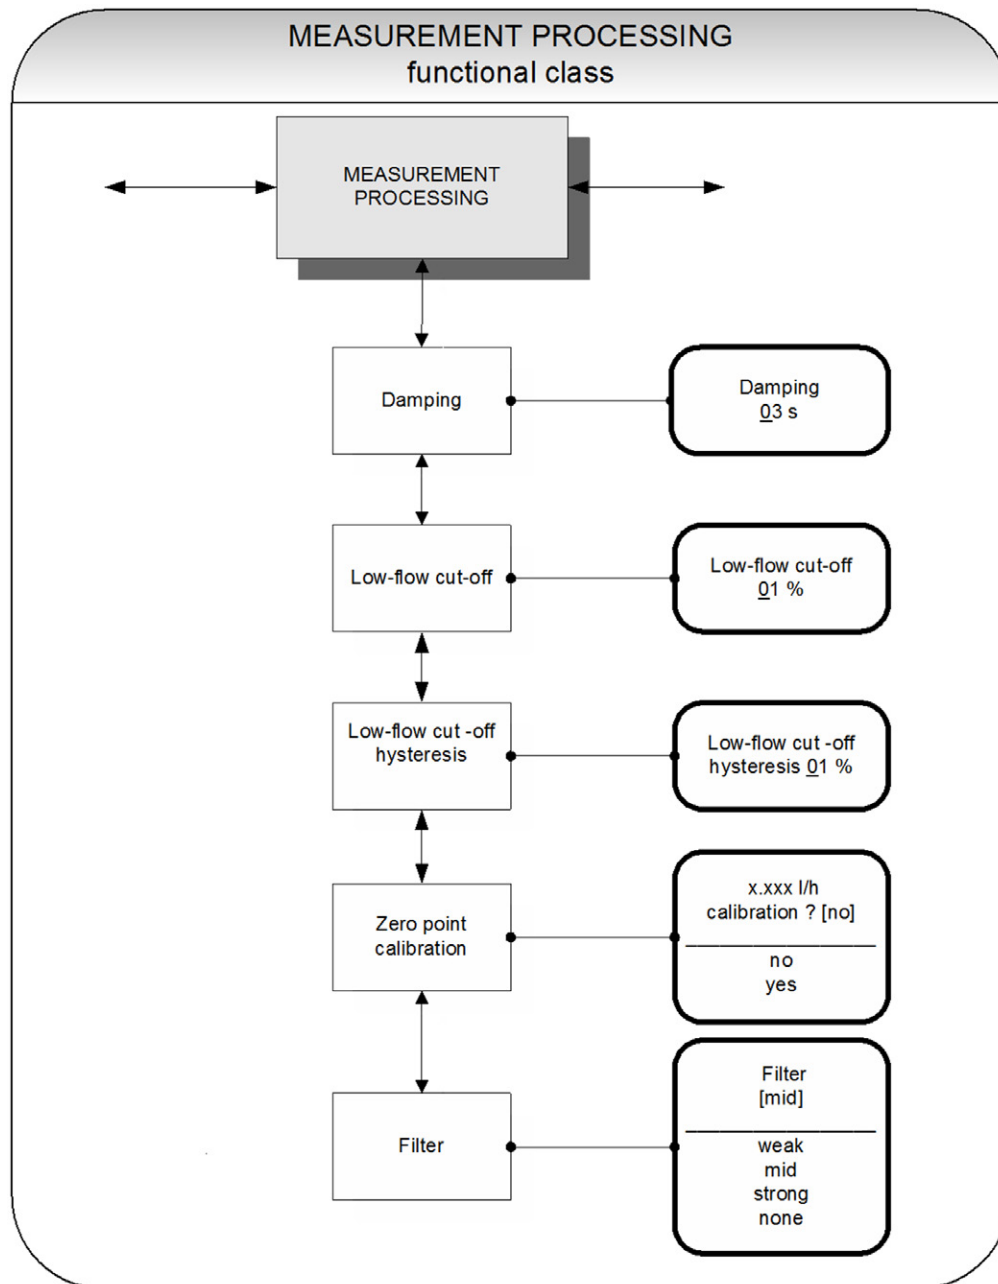 MEASUREMENT PROCESSING
functional class
MEASUREMENT
PROCESSING
Damping
Damping
03 s
Low-flow cut-off
Low-flow cut-off
01 %
Low-flow cut -off
hysteresis
Low-flow cut -off
hysteresis 01 %
Zero point
calibration
x.xxx l/h
calibration ? [no]
no
yes
Filter
Filter
[mid]
weak
mid
strong
none